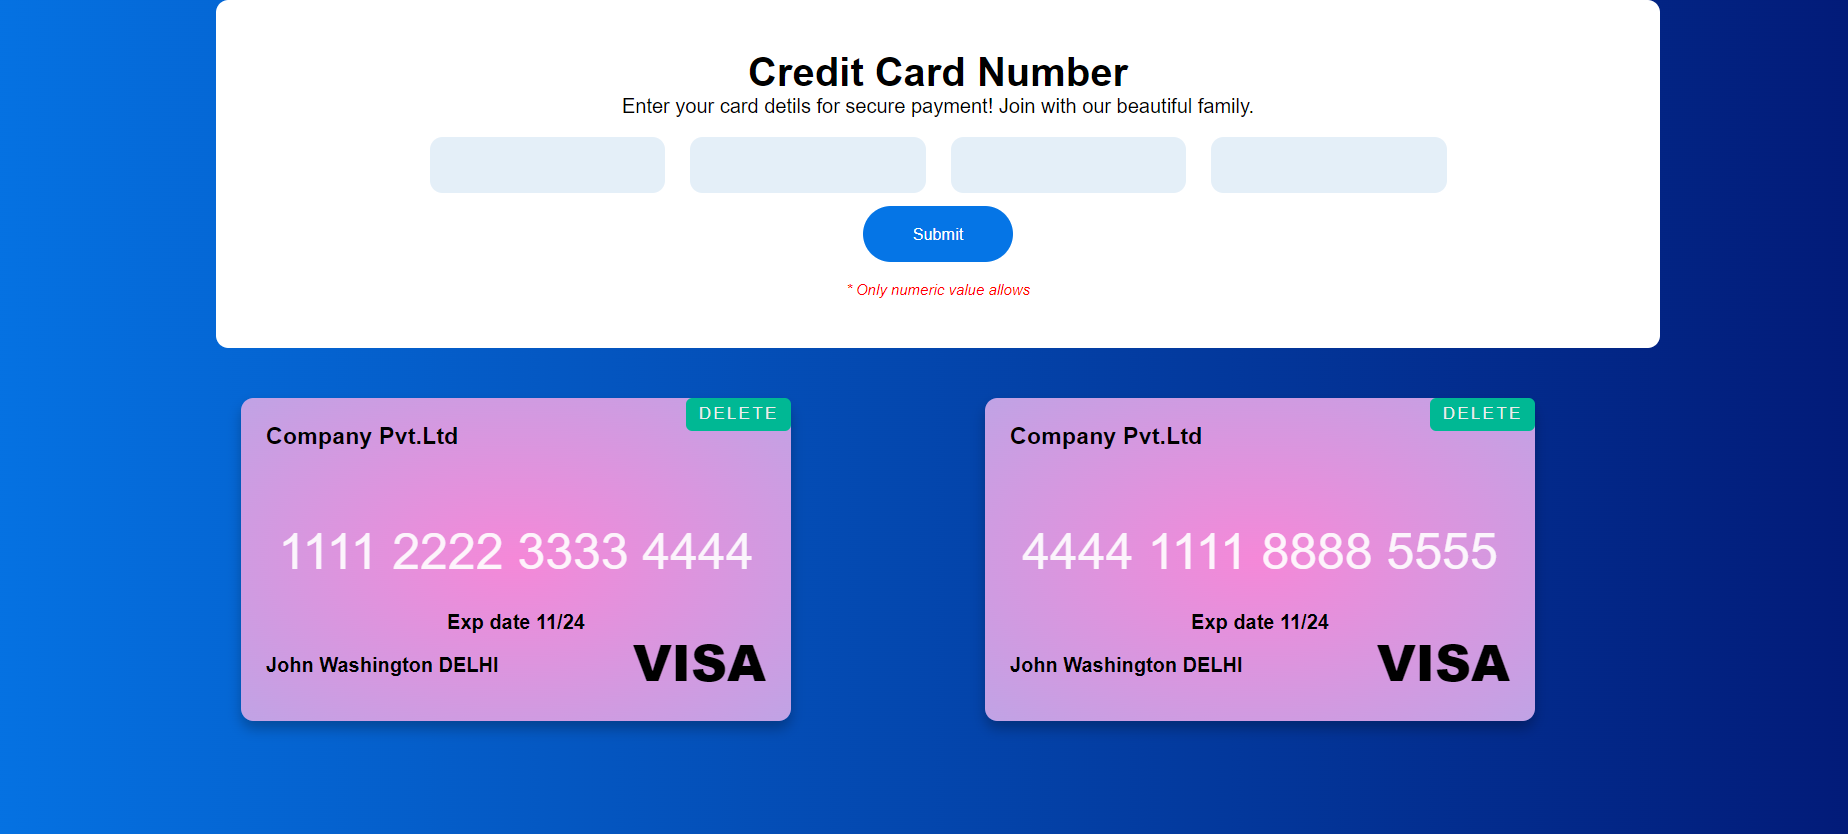 Credit Card Number
Enter your card detils for secure payment! Join with our beautiful family.
Submit
* Only numeric value allows
DELETE
Company Pvt.Ltd
1111 2222 3333 4444
Exp date 11/24
John Washington DELHI
VISA
DELETE
Company Pvt.Ltd
4444 1111 8888 5555
Exp date 11/24
John Washington DELHI
VISA